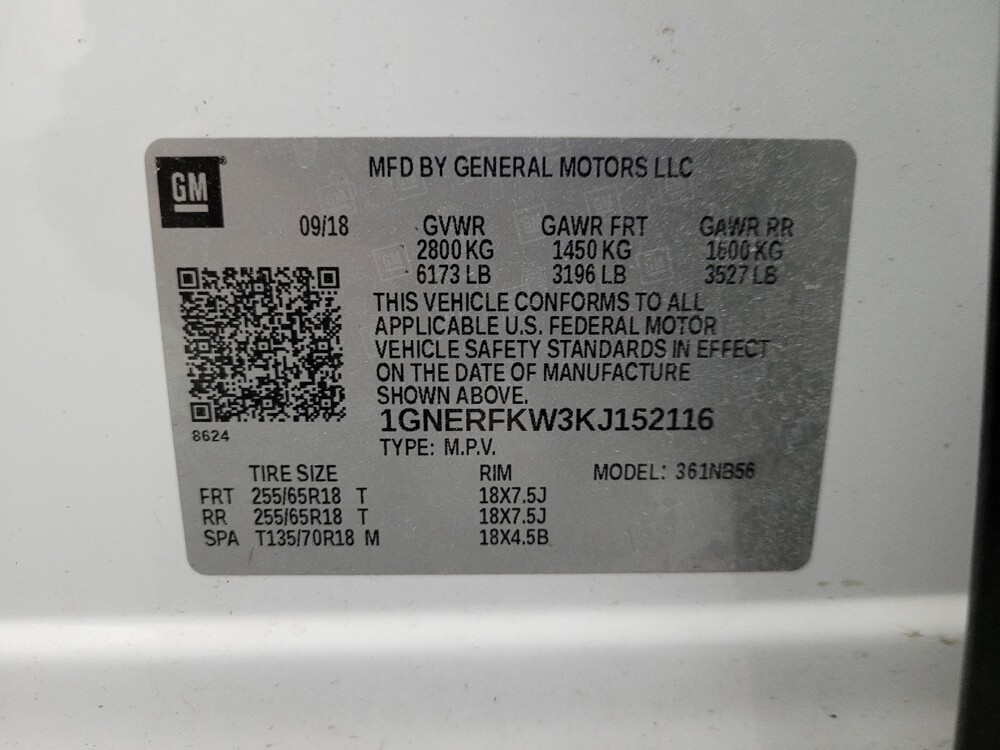 GM
MFD BY GENERAL MOTORS LLC
09/18 GVWR GAWR FRT GAWR RR
2800 KG 1450 KG 1600 KG
6173 LB 3196 LB 3527 LB
THIS VEHICLE CONFORMS TO ALL
APPLICABLE U.S. FEDERAL MOTOR
VEHICLE SAFETY STANDARDS IN EFFECT
ON THE DATE OF MANUFACTURE
SHOWN ABOVE.
1GNERFKW3KJ152116
8624
TYPE: M.P.V.
TIRE SIZE RIM MODEL: 361NB56
FRT 255/65R18 T 18X7.5J
RR 255/65R18 T 18X7.5J
SPA T135/70R18 M 18X4.5B